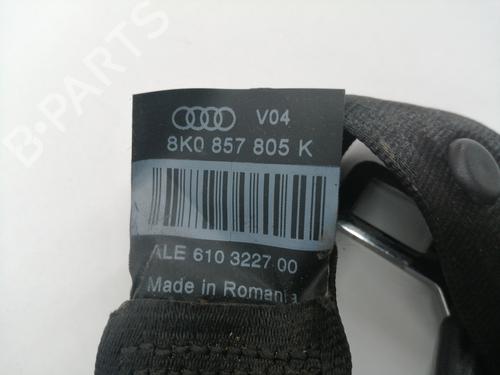 V04
8K0 857 805 K
ALE 610 3227 00
Made in Romania
B-PARTS